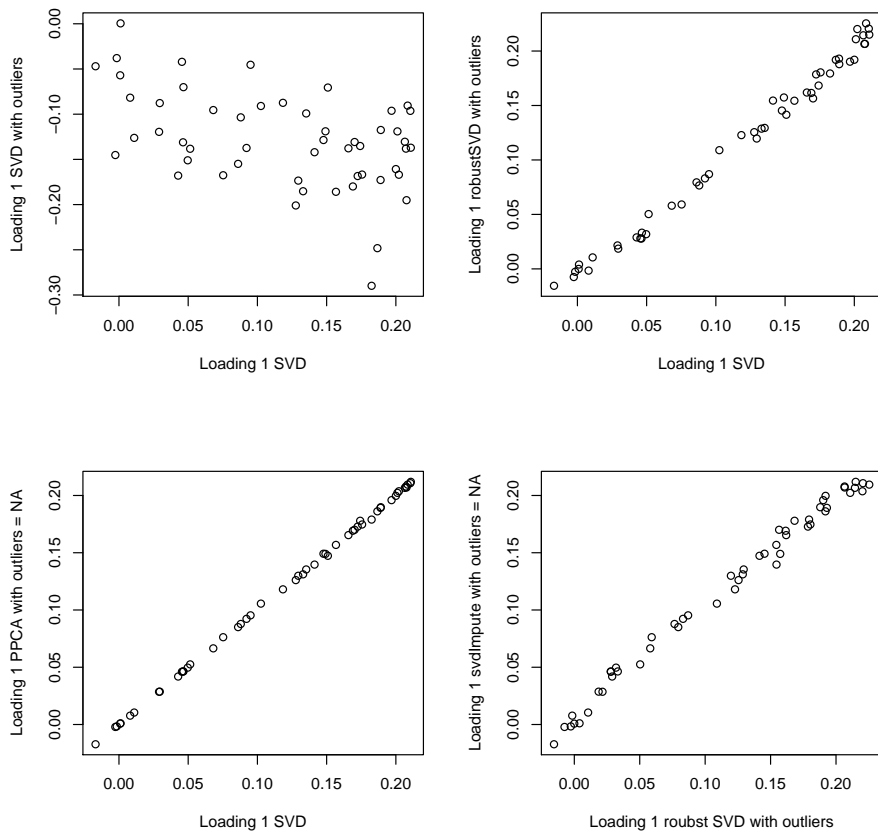 0.00
−0.10
−0.20
−0.30
Loading 1 SVD with outliers
0.00 0.05 0.10 0.15 0.20
Loading 1 SVD
0.20
0.15
0.10
0.05
0.00
Loading 1 robustSVD with outliers
0.00 0.05 0.10 0.15 0.20
Loading 1 SVD
0.20
0.15
0.10
0.05
0.00
Loading 1 PPCA with outliers = NA
0.00 0.05 0.10 0.15 0.20
Loading 1 SVD
0.20
0.15
0.10
0.05
0.00
Loading 1 svdImpute with outliers = NA
0.00 0.05 0.10 0.15 0.20
Loading 1 roubst SVD with outliers